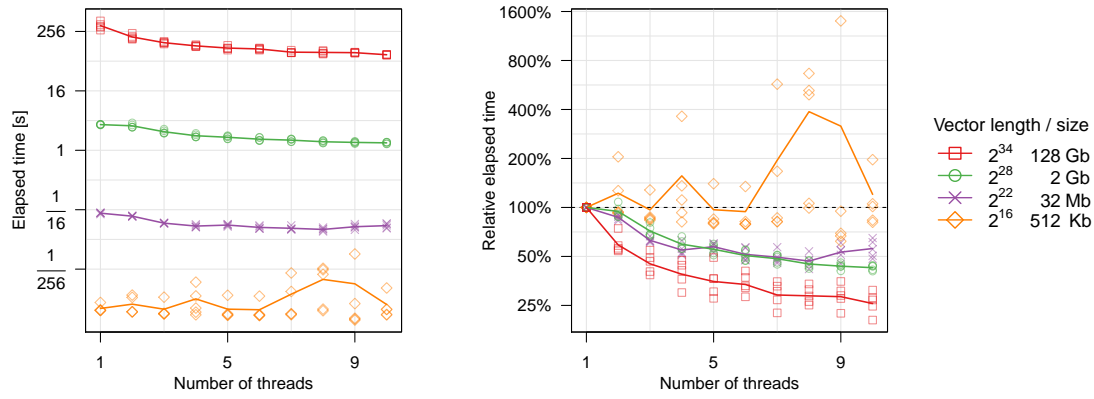 256
16
1
1
16
1
256
Elapsed time [s]
1
5
9
Number of threads
1600%
800%
400%
200%
100%
50%
25%
Relative elapsed time
1
5
9
Number of threads
Vector length / size
2^34 128 Gb
2^28 2 Gb
2^22 32 Mb
2^16 512 Kb